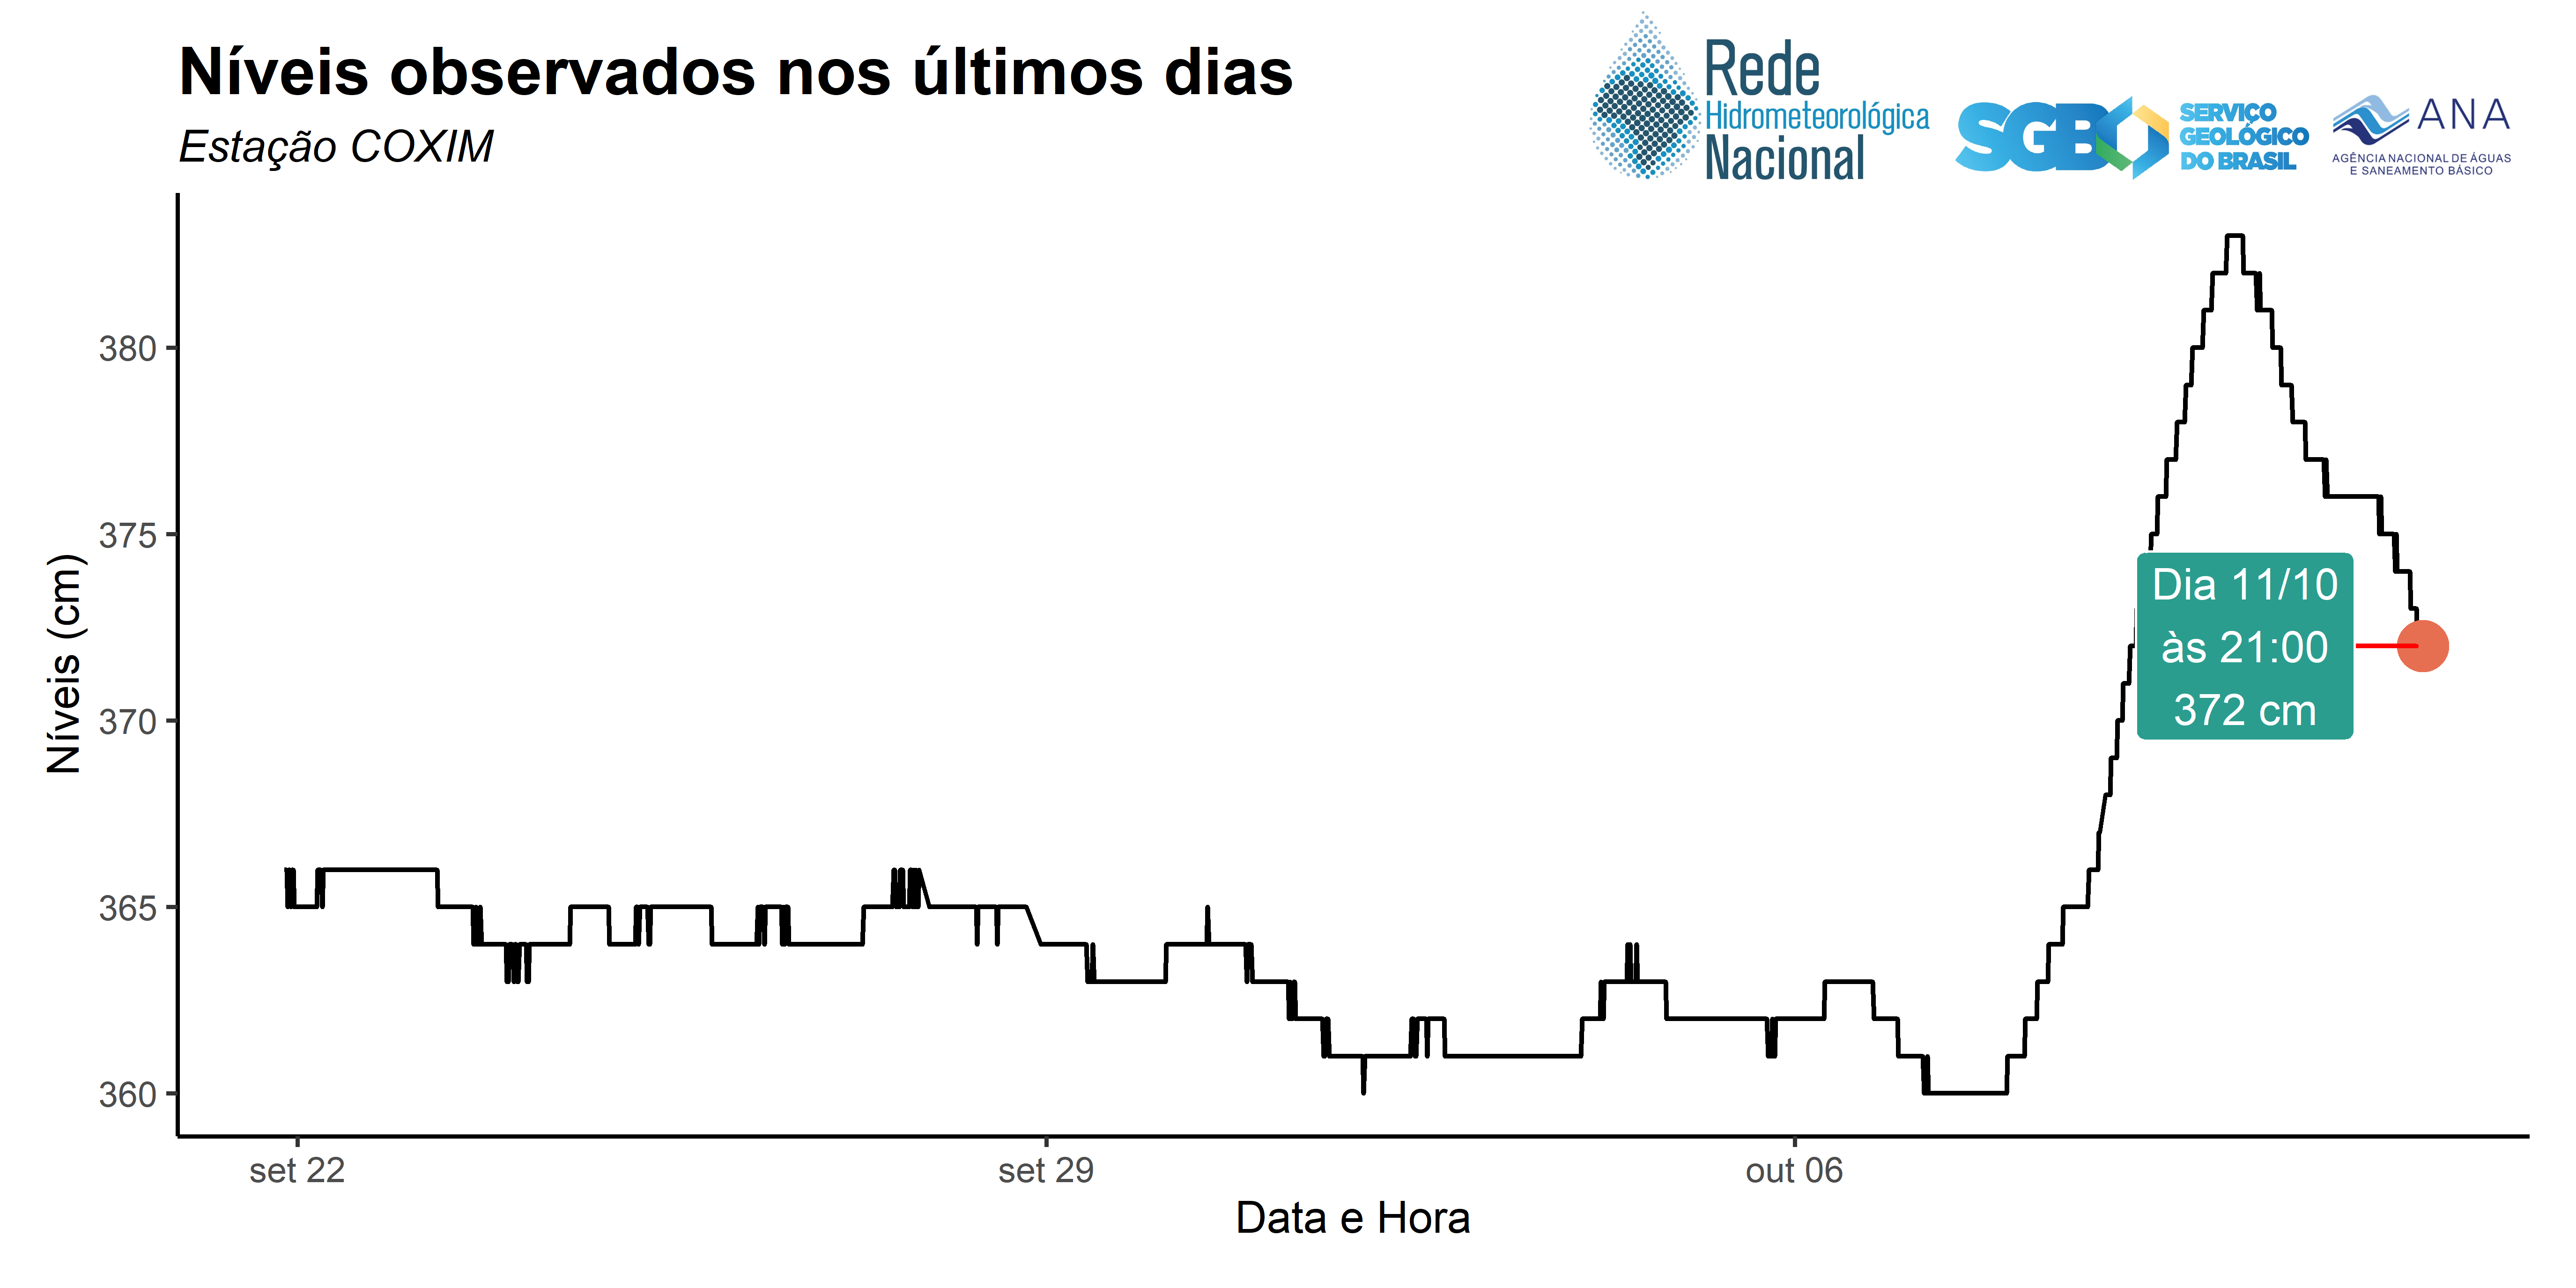 Níveis observados nos últimos dias
Estação COXIM
Rede
Hidrometeorológica
Nacional
SGB
SERVIÇO
GEOLÓGICO
DO BRASIL
ANA
AGÊNCIA NACIONAL DE ÁGUAS
E SANEAMENTO BÁSICO
Níveis (cm)
380
375
370
365
360
Dia 11/10
às 21:00
372 cm
set 22
set 29
out 06
Data e Hora